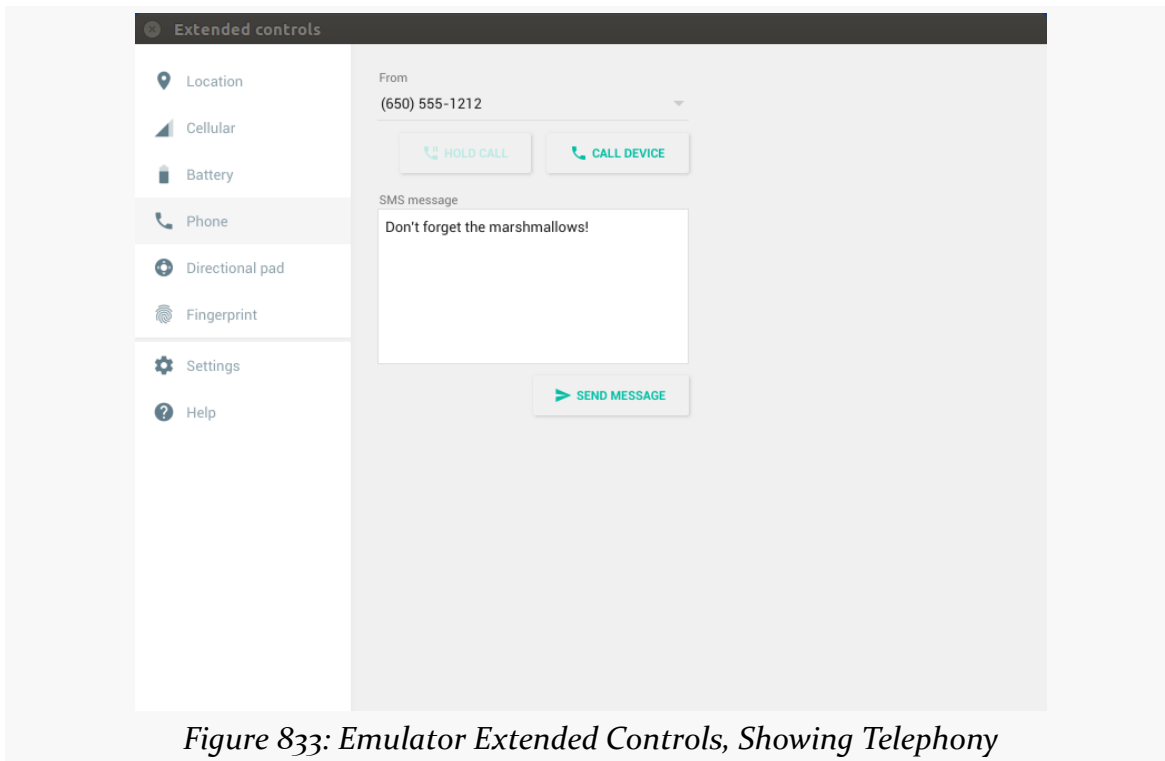 Extended controls
Location
Cellular
Battery
Phone
Directional pad
Fingerprint
Settings
Help
From
(650) 555-1212
HOLD CALL
CALL DEVICE
SMS message
Don't forget the marshmallows!
SEND MESSAGE
Figure 833: Emulator Extended Controls, Showing Telephony